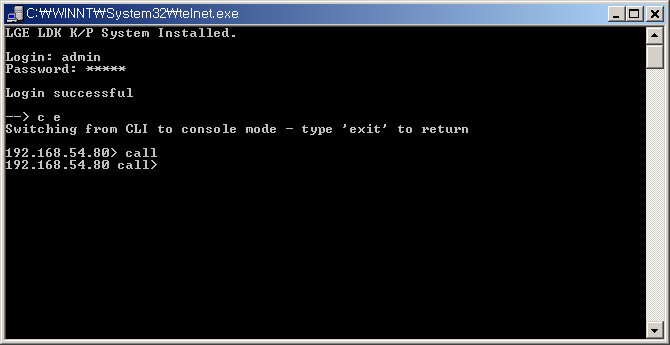 C:₩WINNT₩System32₩telnet.exe
LGE LDK K/P System Installed.
Login: admin
Password: *****
Login successful
--> c e
Switching from CLI to console mode - type 'exit' to return
192.168.54.80> call
192.168.54.80 call>